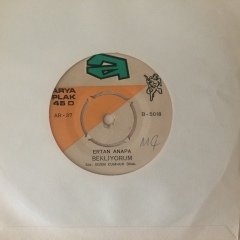 ARYA
PLAK
45 D
AR - 37
B - 5018
ERTAN ANAPA
BEKLİYORUM